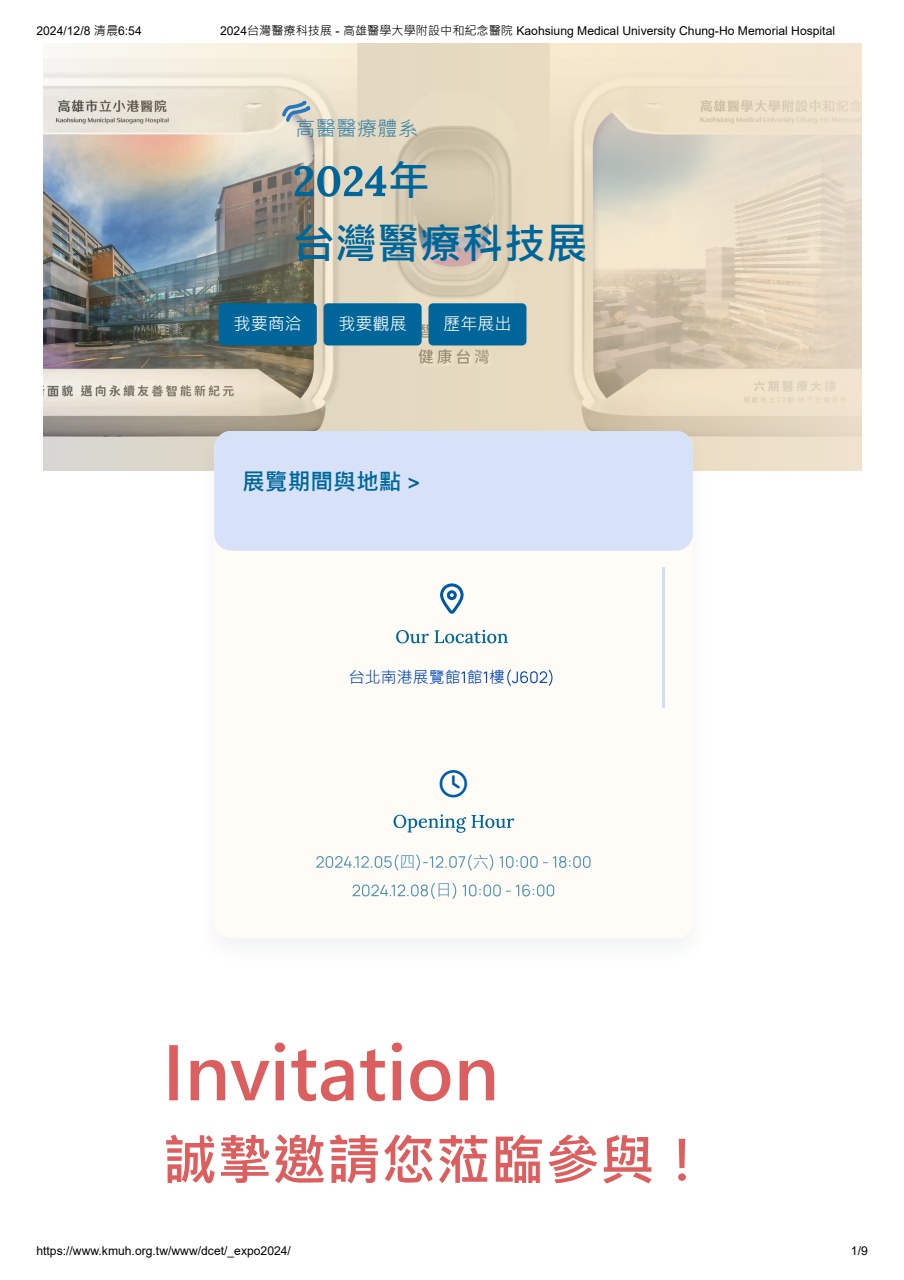 2024/12/8 清晨6:54
2024台灣醫療科技展 - 高雄醫學大學附設中和紀念醫院 Kaohsiung Medical University Chung-Ho Memorial Hospital
高雄市立小港醫院
Kaohsiung Municipal Siaogang Hospital
高雄醫學大學附設中和紀念
Kaohsiung Medical University Chung-Ho Memorial
高醫醫療體系
2024年
台灣醫療科技展
我要商洽
我要觀展
歷年展出
健康台灣
面貌 邁向永續友善智能新紀元
六期醫療大樓
展覽期間與地點 >
Our Location
台北南港展覽館1館1樓(J602)
Opening Hour
2024.12.05(四)-12.07(六) 10:00 - 18:00
2024.12.08(日) 10:00 - 16:00
Invitation
誠摯邀請您蒞臨參與！
https://www.kmuh.org.tw/www/dcet/_expo2024/
1/9